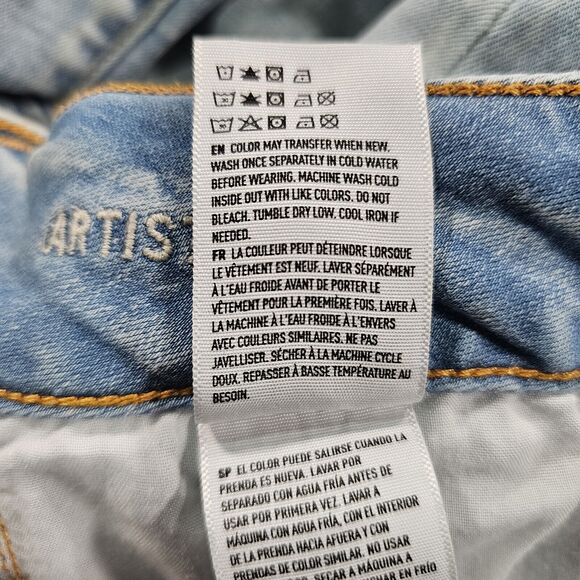 ARTIST
EN COLOR MAY TRANSFER WHEN NEW.
WASH ONCE SEPARATELY IN COLD WATER
BEFORE WEARING. MACHINE WASH COLD
INSIDE OUT WITH LIKE COLORS. DO NOT
BLEACH. TUMBLE DRY LOW. COOL IRON IF
NEEDED.
FR LA COULEUR PEUT DÉTEINDRE LORSQUE
LE VÊTEMENT EST NEUF. LAVER SÉPARÉMENT
À L'EAU FROIDE AVANT DE PORTER LE
VÊTEMENT POUR LA PREMIÈRE FOIS. LAVER À
LA MACHINE À L'EAU FROIDE À L'ENVERS
AVEC COULEURS SIMILAIRES. NE PAS
JAVELLISER. SÉCHER À LA MACHINE CYCLE
DOUX. REPASSER À BASSE TEMPÉRATURE AU
BESOIN.
SP EL COLOR PUEDE SALIRSE CUANDO LA
PRENDA ES NUEVA. LAVAR POR
SEPARADO CON AGUA FRÍA ANTES DE
USAR POR PRIMERA VEZ. LAVAR A
MÁQUINA CON AGUA FRÍA, CON EL INTERIOR
DE LA PRENDA HACIA AFUERA Y CON
PRENDAS DE COLOR SIMILAR. NO USAR
SECAR A MÁQUINA A
EN FRÍO